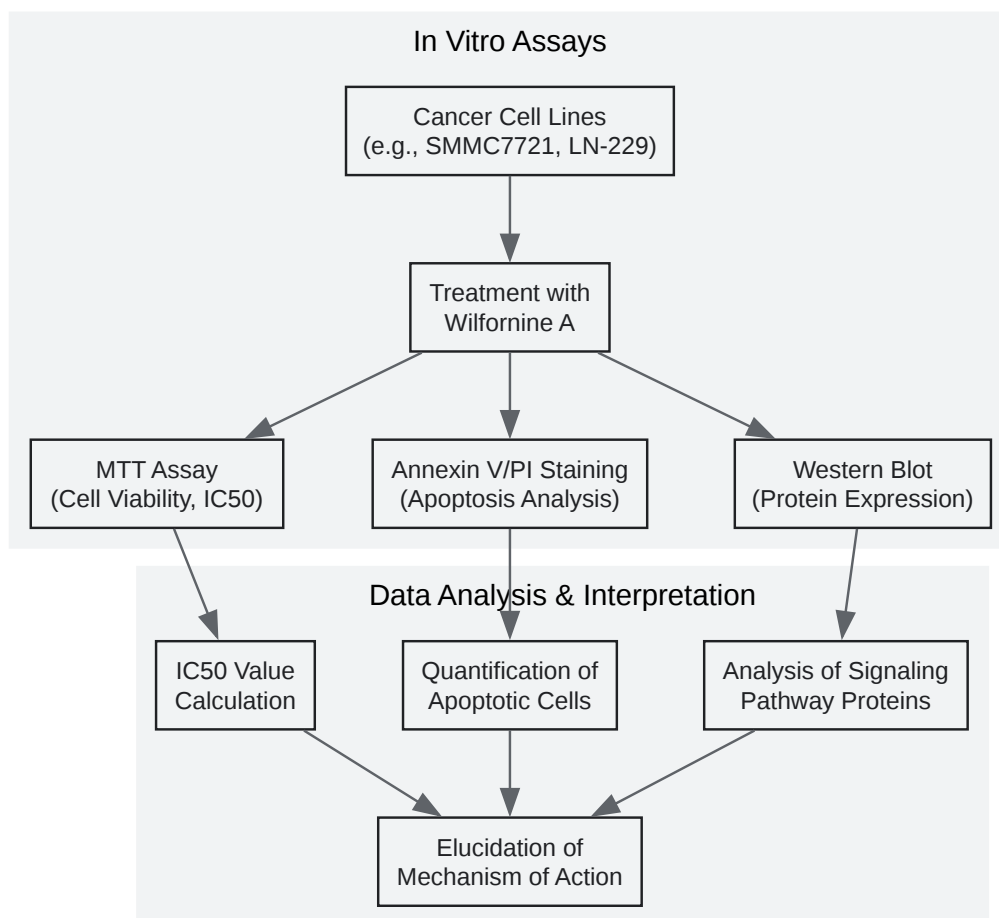 In Vitro Assays
Cancer Cell Lines
(e.g., SMMC7721, LN-229)
Treatment with
Wilfornine A
MTT Assay
(Cell Viability, IC50)
Annexin V/PI Staining
(Apoptosis Analysis)
Western Blot
(Protein Expression)
Data Analysis & Interpretation
IC50 Value
Calculation
Quantification of
Apoptotic Cells
Analysis of Signaling
Pathway Proteins
Elucidation of
Mechanism of Action